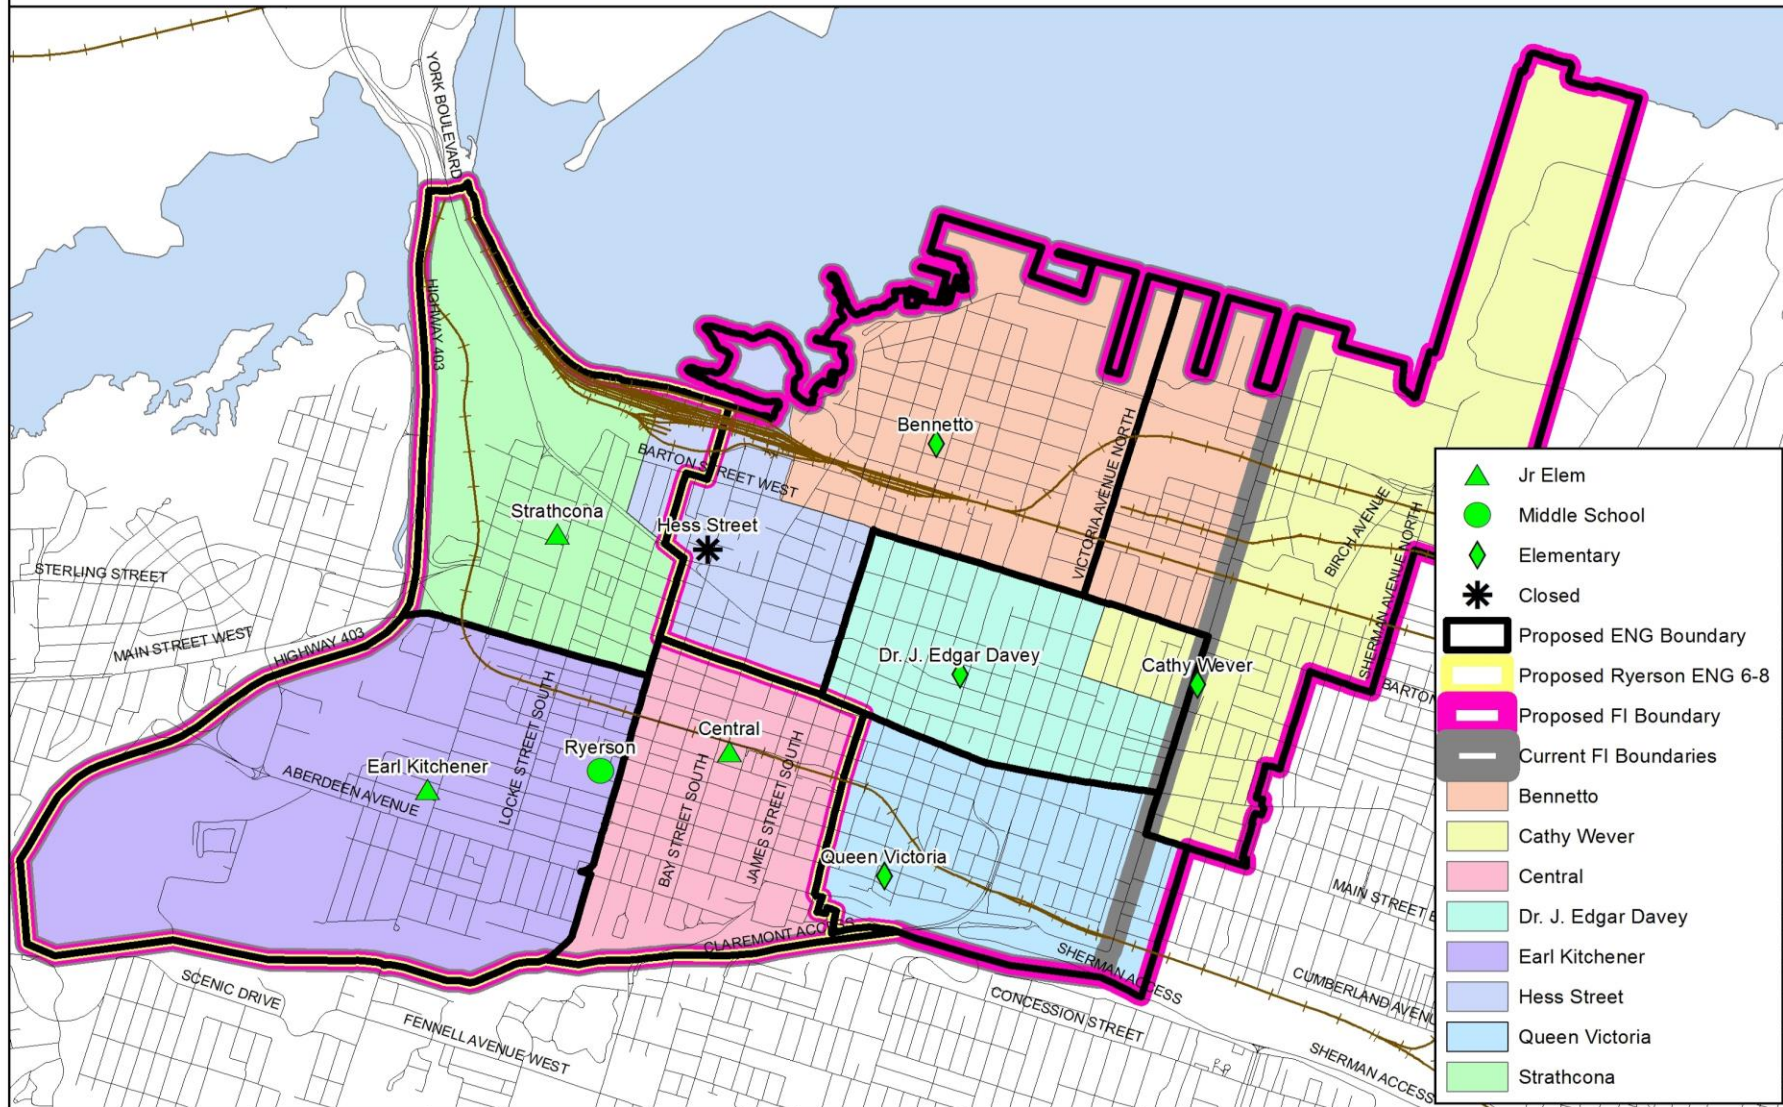 YORK BOULEVARD
HIGHWAY 403
Bennetto
VICTORIA AVENUE NORTH
BARTON STREET WEST
Strathcona
Hess Street
BIRCH AVENUE
SHERMAN AVENUE NORTH
STERLING STREET
MAIN STREET WEST
HIGHWAY 403
Dr. J. Edgar Davey
Cathy Wever
BARTON
LOCKE STREET SOUTH
Central
Ryerson
Earl Kitchener
ABERDEEN AVENUE
BAY STREET SOUTH
JAMES STREET SOUTH
Queen Victoria
MAIN STREET E
CLAREMONT ACCESS
SHERMAN ACCESS
SCENIC DRIVE
CONCESSION STREET
CUMBERLAND AVENU
FENNELL AVENUE WEST
SHERMAN ACCESS
Jr Elem
Middle School
Elementary
Closed
Proposed ENG Boundary
Proposed Ryerson ENG 6-8
Proposed FI Boundary
Current FI Boundaries
Bennetto
Cathy Wever
Central
Dr. J. Edgar Davey
Earl Kitchener
Hess Street
Queen Victoria
Strathcona